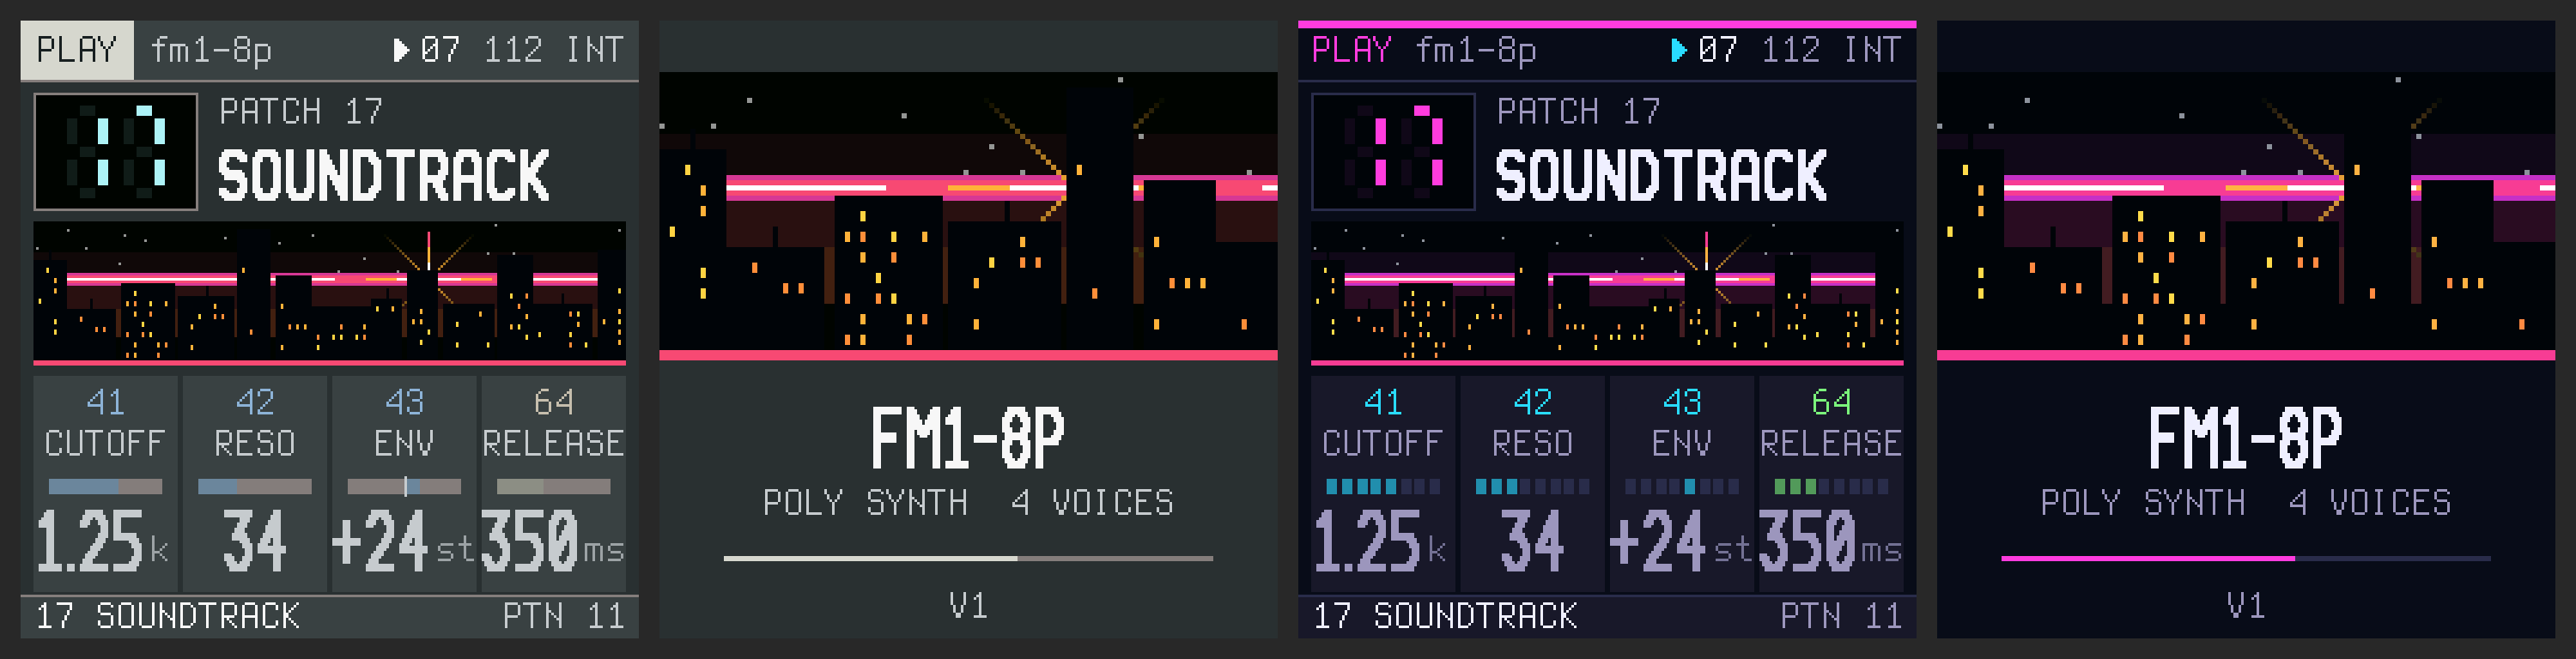 PLAY fm1-8p ▶07 112 INT
17
PATCH 17
SOUNDTRACK
41 42 43 64
CUTOFF RESO ENV RELEASE
1.25k 34 +24st 350ms
17 SOUNDTRACK PTN 11
FM1-8P
POLY SYNTH 4 VOICES
V1
PLAY fm1-8p ▶07 112 INT
17
PATCH 17
SOUNDTRACK
41 42 43 64
CUTOFF RESO ENV RELEASE
1.25k 34 +24st 350ms
17 SOUNDTRACK PTN 11
FM1-8P
POLY SYNTH 4 VOICES
V1